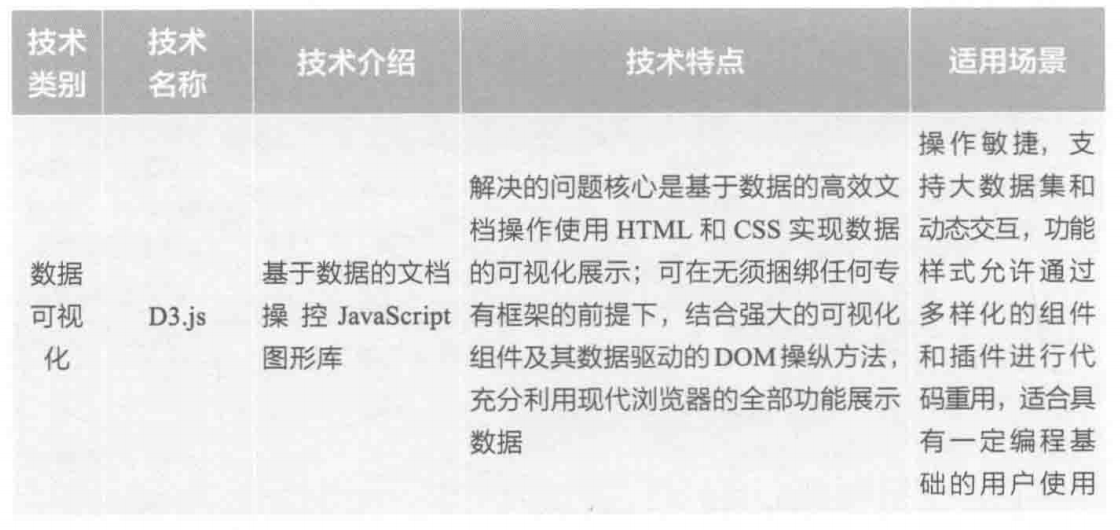 技术
类别
技术
名称
技术介绍
技术特点
适用场景
数据
可视
化
D3.js
基于数据的文档
操控 JavaScript
图形库
解决的问题核心是基于数据的高效文
档操作使用 HTML 和 CSS 实现数据
的可视化展示；可在无须捆绑任何专
有框架的前提下，结合强大的可视化
组件及其数据驱动的DOM操纵方法，
充分利用现代浏览器的全部功能展示
数据
操作敏捷，支
持大数据集和
动态交互，功能
样式允许通过
多样化的组件
和插件进行代
码重用，适合具
有一定编程基
础的用户使用